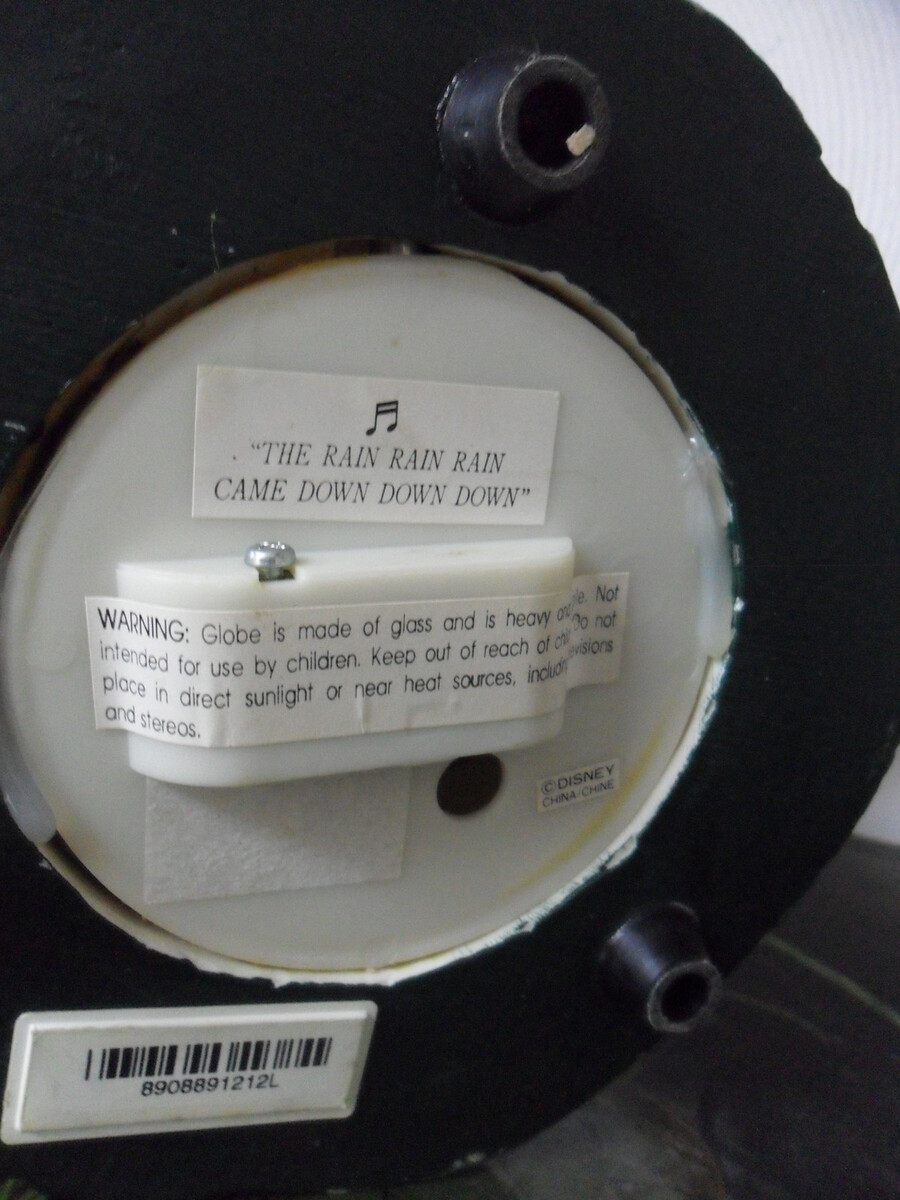 "THE RAIN RAIN RAIN
CAME DOWN DOWN DOWN"
WARNING: Globe is made of glass and is heavy Not
intended for use by children. Keep out of reach of Do not
place in direct sunlight or near heat sources,
and stereos.
©DISNEY
CHINA/CHINE
8908891212L